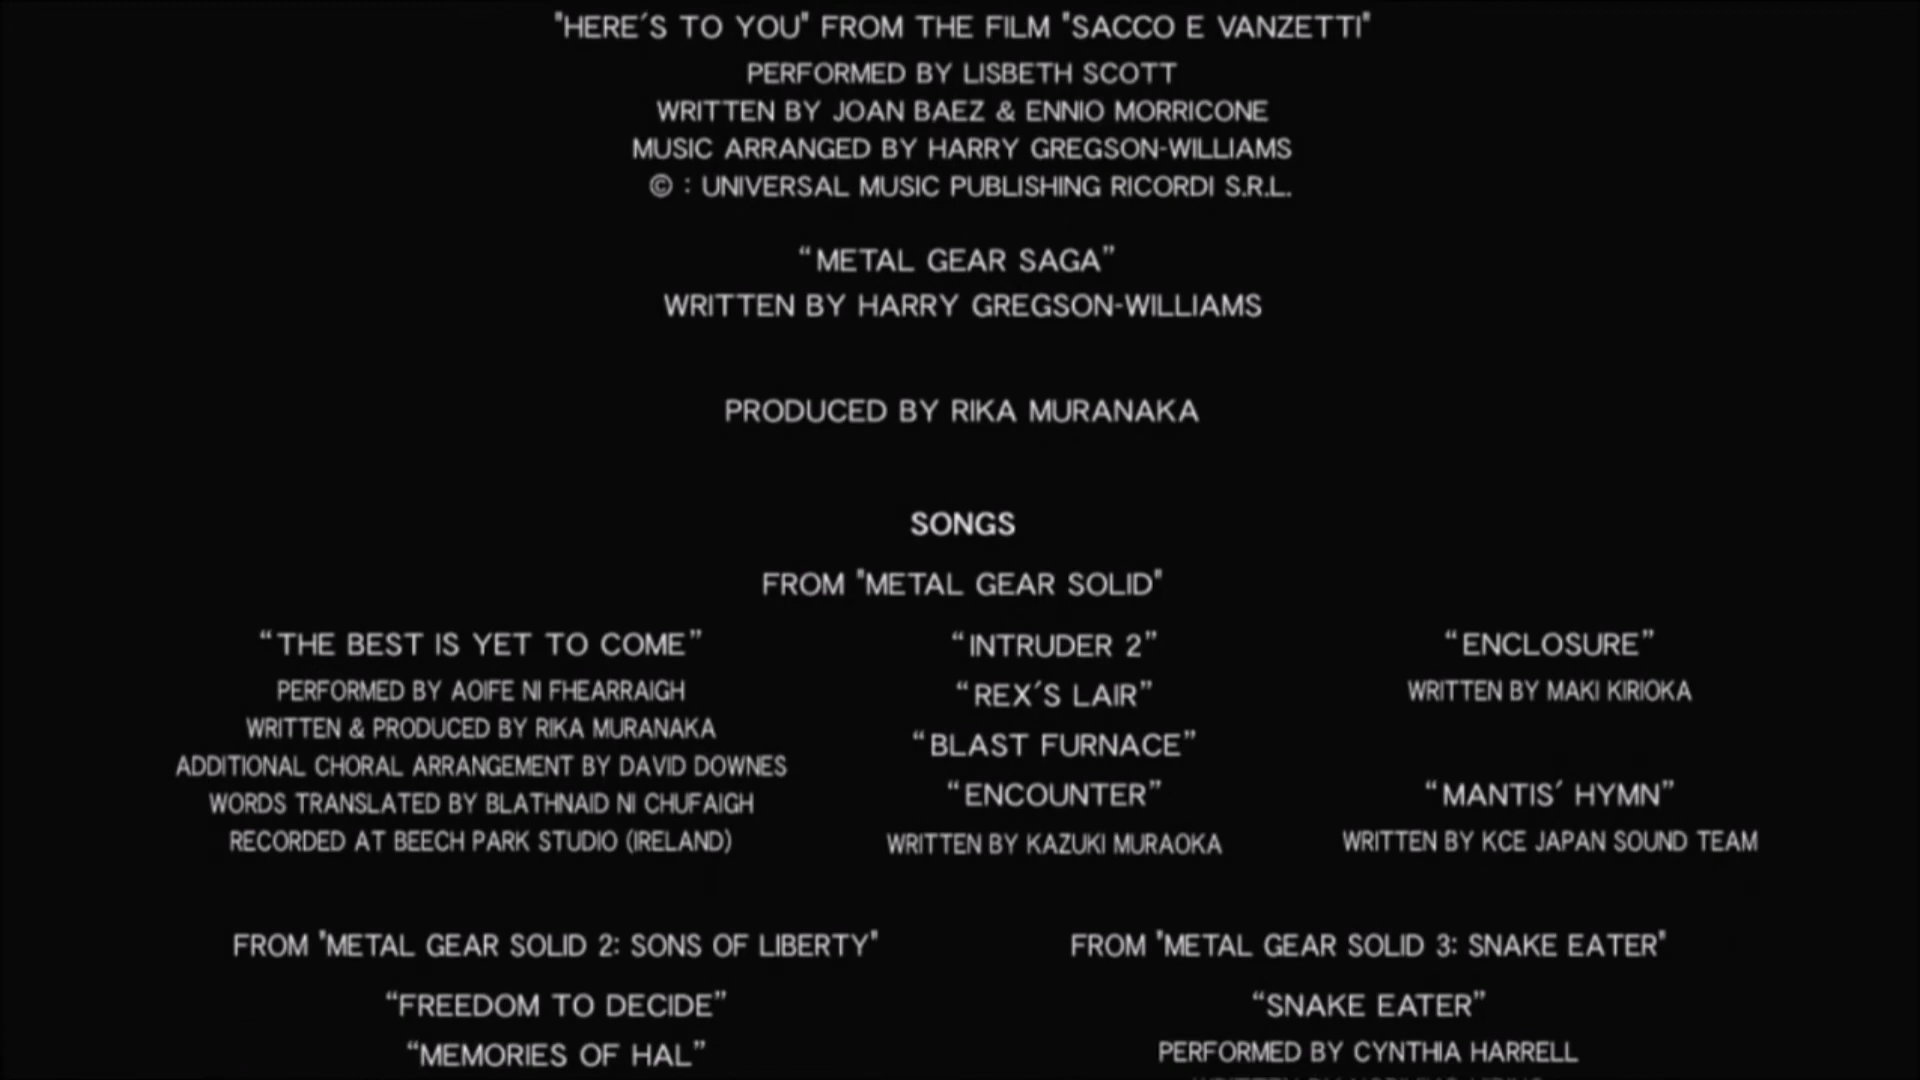 "HERE´S TO YOU" FROM THE FILM "SACCO E VANZETTI"
PERFORMED BY LISBETH SCOTT
WRITTEN BY JOAN BAEZ & ENNIO MORRICONE
MUSIC ARRANGED BY HARRY GREGSON-WILLIAMS
© : UNIVERSAL MUSIC PUBLISHING RICORDI S.R.L.
“METAL GEAR SAGA”
WRITTEN BY HARRY GREGSON-WILLIAMS
PRODUCED BY RIKA MURANAKA
SONGS
FROM "METAL GEAR SOLID"
“THE BEST IS YET TO COME”
PERFORMED BY AOIFE NI FHEARRAIGH
WRITTEN & PRODUCED BY RIKA MURANAKA
ADDITIONAL CHORAL ARRANGEMENT BY DAVID DOWNES
WORDS TRANSLATED BY BLATHNAID NI CHUFAIGH
RECORDED AT BEECH PARK STUDIO (IRELAND)
“INTRUDER 2”
“REX´S LAIR”
“BLAST FURNACE”
“ENCOUNTER”
WRITTEN BY KAZUKI MURAOKA
“ENCLOSURE”
WRITTEN BY MAKI KIRIOKA
“MANTIS´ HYMN”
WRITTEN BY KCE JAPAN SOUND TEAM
FROM "METAL GEAR SOLID 2: SONS OF LIBERTY"
“FREEDOM TO DECIDE”
“MEMORIES OF HAL”
FROM "METAL GEAR SOLID 3: SNAKE EATER"
“SNAKE EATER”
PERFORMED BY CYNTHIA HARRELL